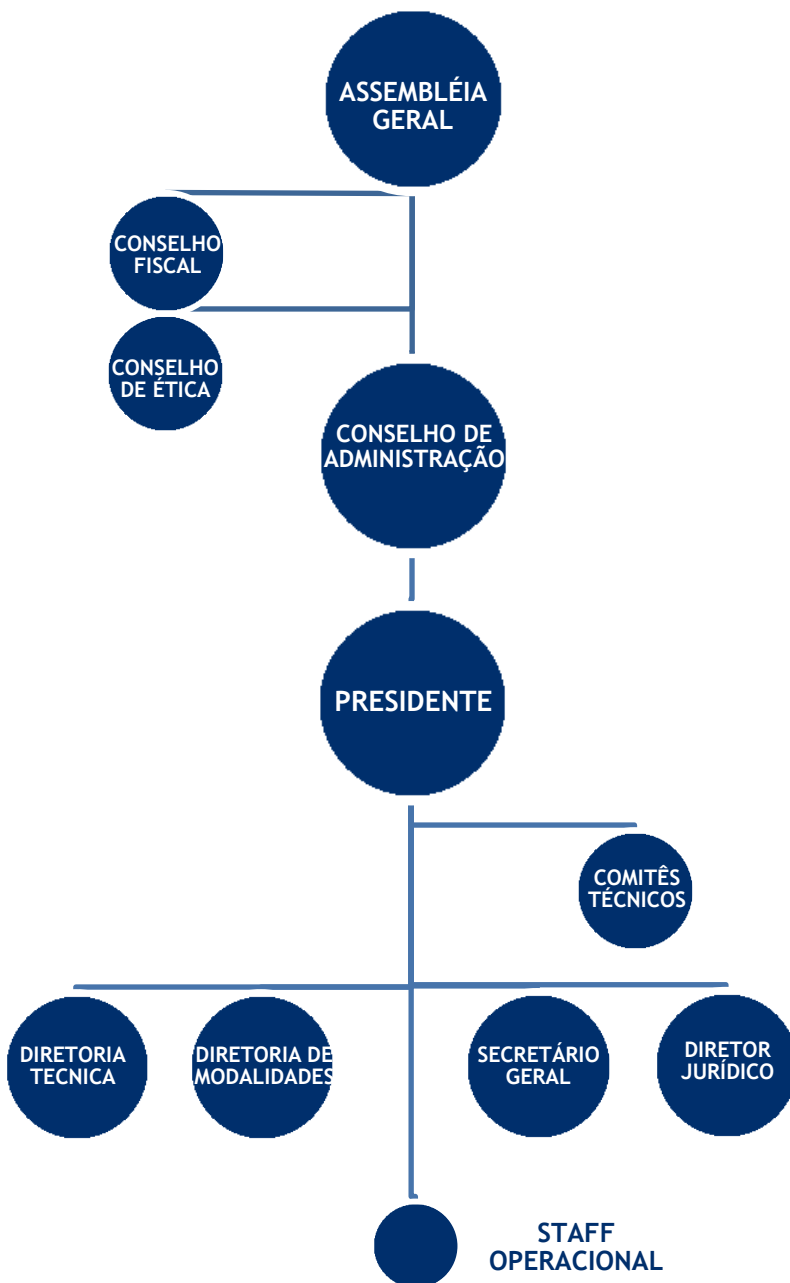 ASSEMBLÉIA
GERAL
CONSELHO
FISCAL
CONSELHO
DE ÉTICA
CONSELHO DE
ADMINISTRAÇÃO
PRESIDENTE
COMITÊS
TÉCNICOS
DIRETORIA
TECNICA
DIRETORIA DE
MODALIDADES
SECRETÁRIO
GERAL
DIRETOR
JURÍDICO
STAFF
OPERACIONAL